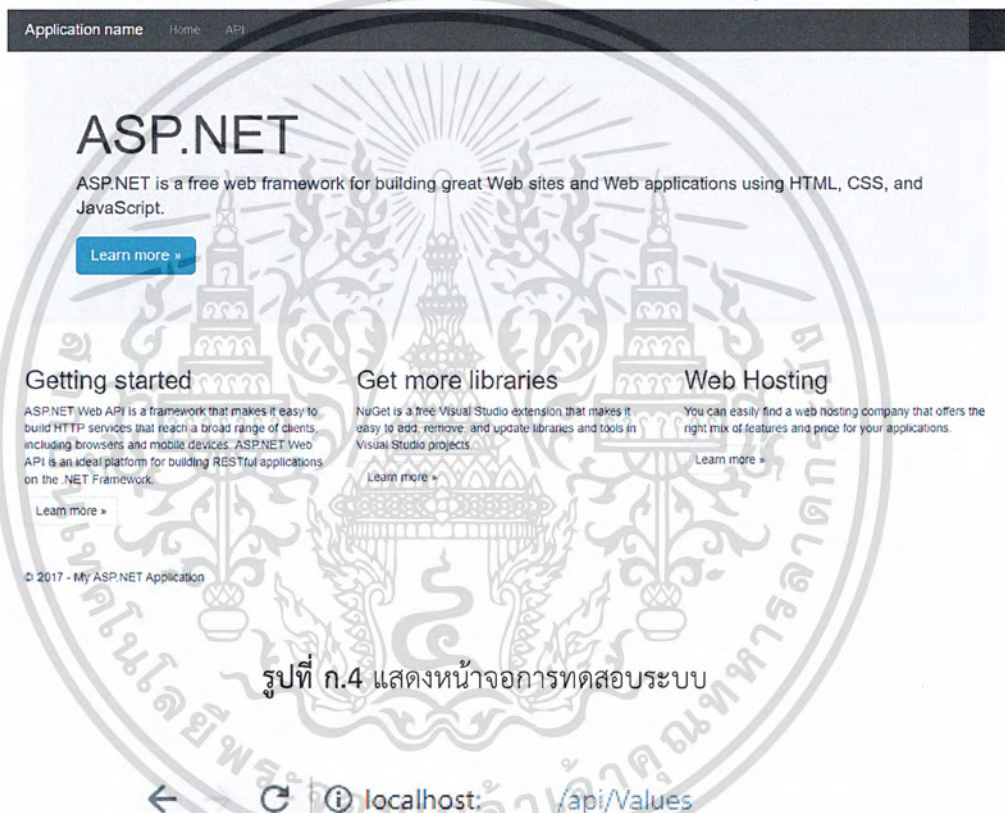 Application name Home API
ASP.NET
ASP.NET is a free web framework for building great Web sites and Web applications using HTML, CSS, and
JavaScript.
Learn more »
Getting started
ASP.NET Web API is a framework that makes it easy to
build HTTP services that reach a broad range of clients,
including browsers and mobile devices. ASP.NET Web
API is an ideal platform for building RESTful applications
on the .NET Framework.
Learn more »
Get more libraries
NuGet is a free Visual Studio extension that makes it
easy to add, remove, and update libraries and tools in
Visual Studio projects.
Learn more »
Web Hosting
You can easily find a web hosting company that offers the
right mix of features and price for your applications.
Learn more »
© 2017 - My ASP.NET Application
รูปที่ ก.4 แสดงหน้าจอการทดสอบระบบ
localhost: /api/Values